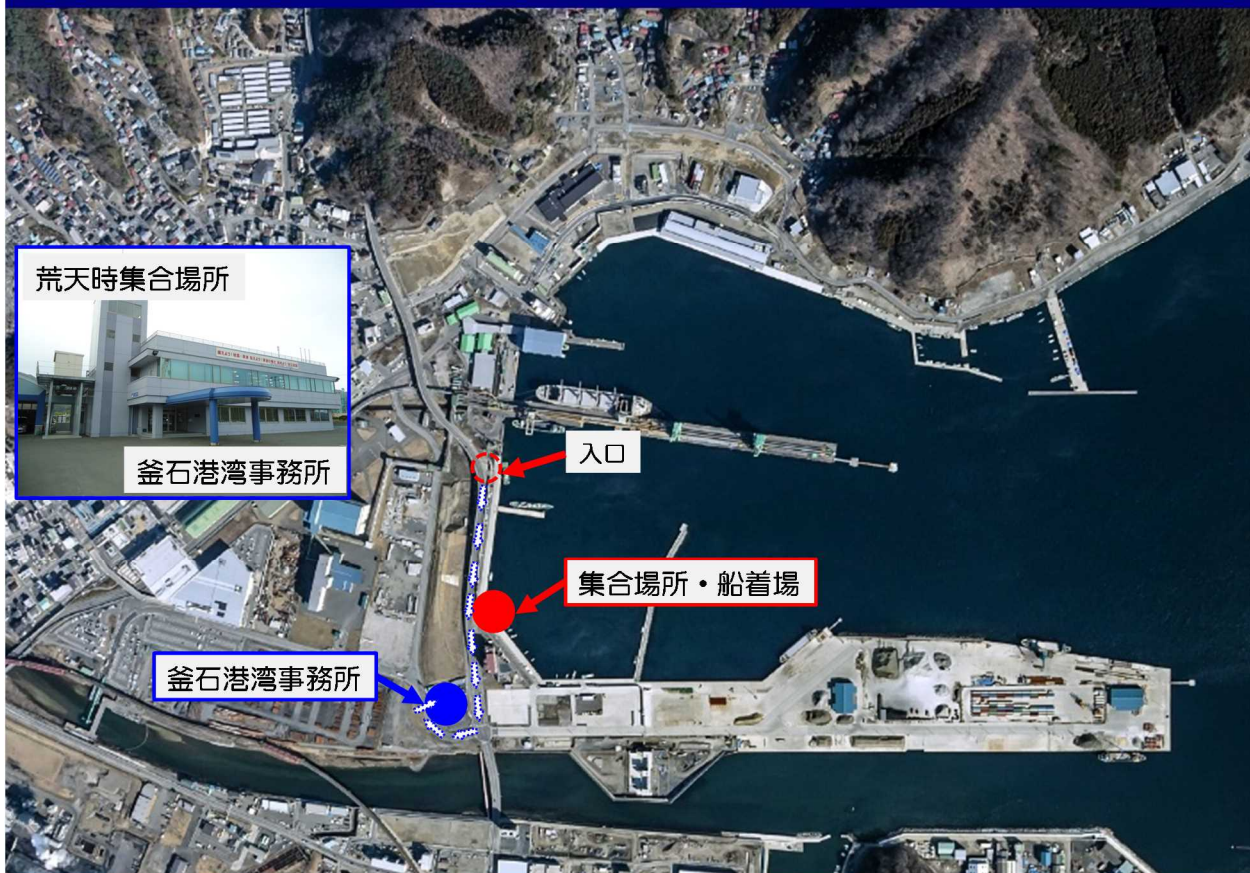 荒天時集合場所
釜石港湾事務所
入口
集合場所・船着場
釜石港湾事務所